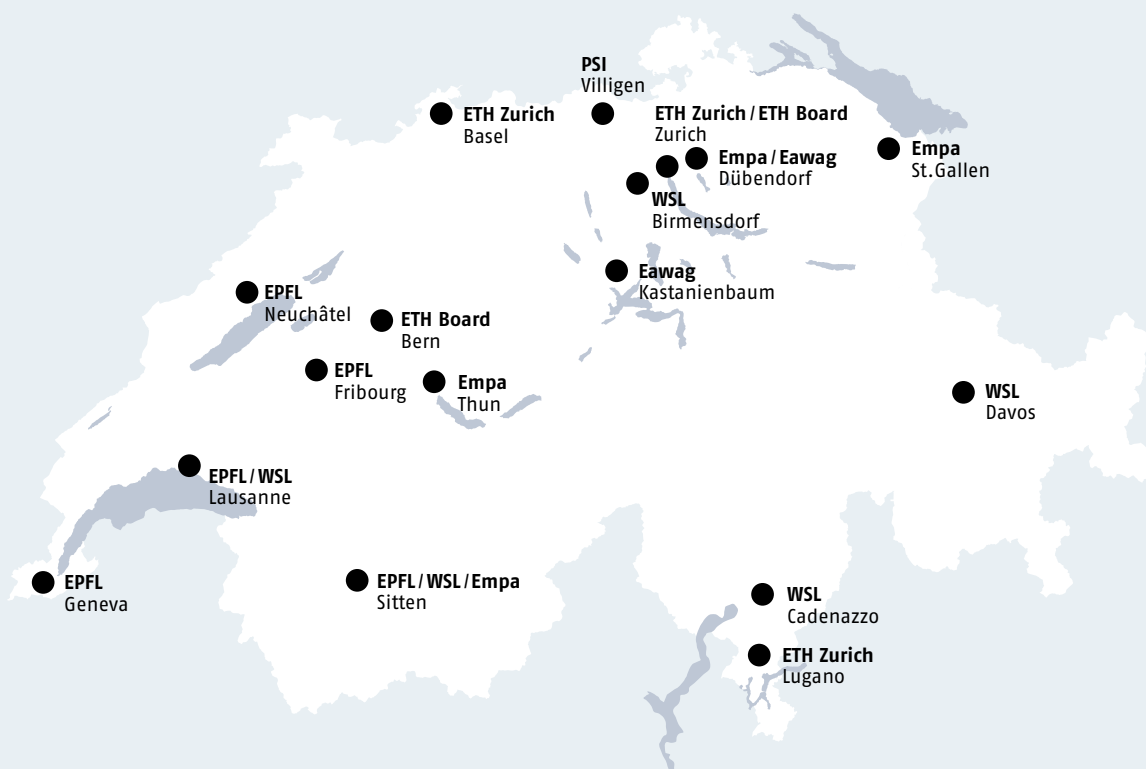 PSI
Villigen
ETH Zurich
Basel
ETH Zurich / ETH Board
Zurich
Empa / Eawag
Dübendorf
Empa
St.Gallen
WSL
Birmensdorf
Eawag
Kastanienbaum
EPFL
Neuchâtel
ETH Board
Bern
EPFL
Fribourg
Empa
Thun
WSL
Davos
EPFL / WSL
Lausanne
EPFL
Geneva
EPFL / WSL / Empa
Sitten
WSL
Cadenazzo
ETH Zurich
Lugano